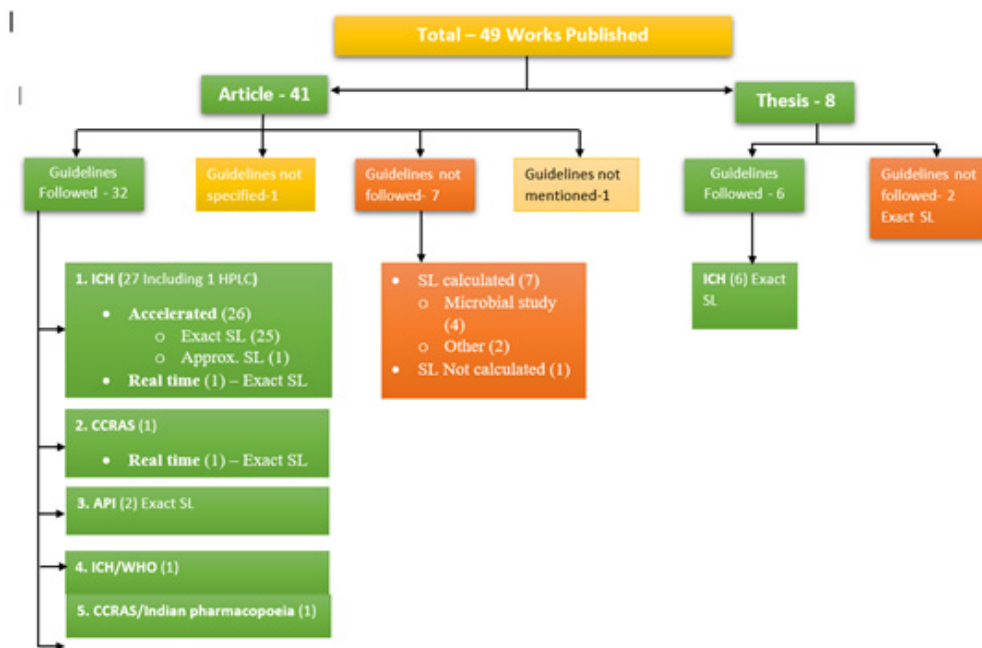 Total – 49 Works Published
Article - 41
Thesis - 8
Guidelines
Followed - 32
Guidelines not
specified-1
Guidelines not
followed- 7
Guidelines not
mentioned-1
Guidelines
Followed -
6
Guidelines not
followed- 2
Exact SL
1. ICH (27 Including 1 HPLC)
• Accelerated (26)
o Exact SL (25)
o Approx. SL (1)
• Real time (1) – Exact SL
• SL calculated (7)
o Microbial study
(4)
o Other (2)
• SL Not calculated (1)
ICH (6) Exact
SL
2. CCRAS (1)
• Real time (1) – Exact SL
3. API (2) Exact SL
4. ICH/WHO (1)
5. CCRAS/Indian pharmacopoeia (1)